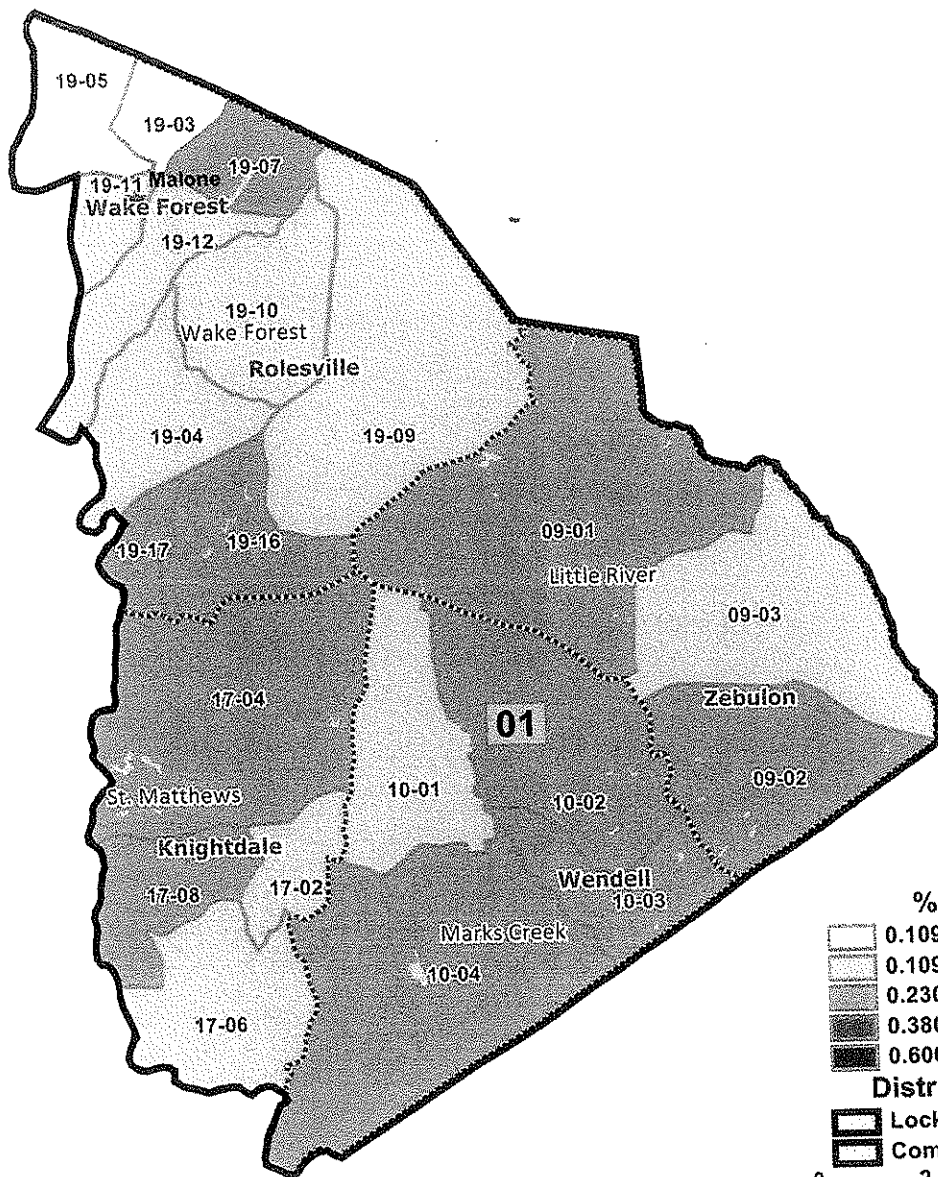 19-05
19-03
19-07
19-11 Malone
Wake Forest
19-12
19-10
Wake Forest
Rolesville
19-04
19-09
19-17
19-16
09-01
Little River
09-03
17-04
01
Zebulon
St. Matthews
10-01
10-02
09-02
Knightdale
17-08
17-02
Wendell
10-03
Marks Creek
10-04
17-06
%
0.109
0.109
0.230
0.380
0.600
Distr
Lock
Com